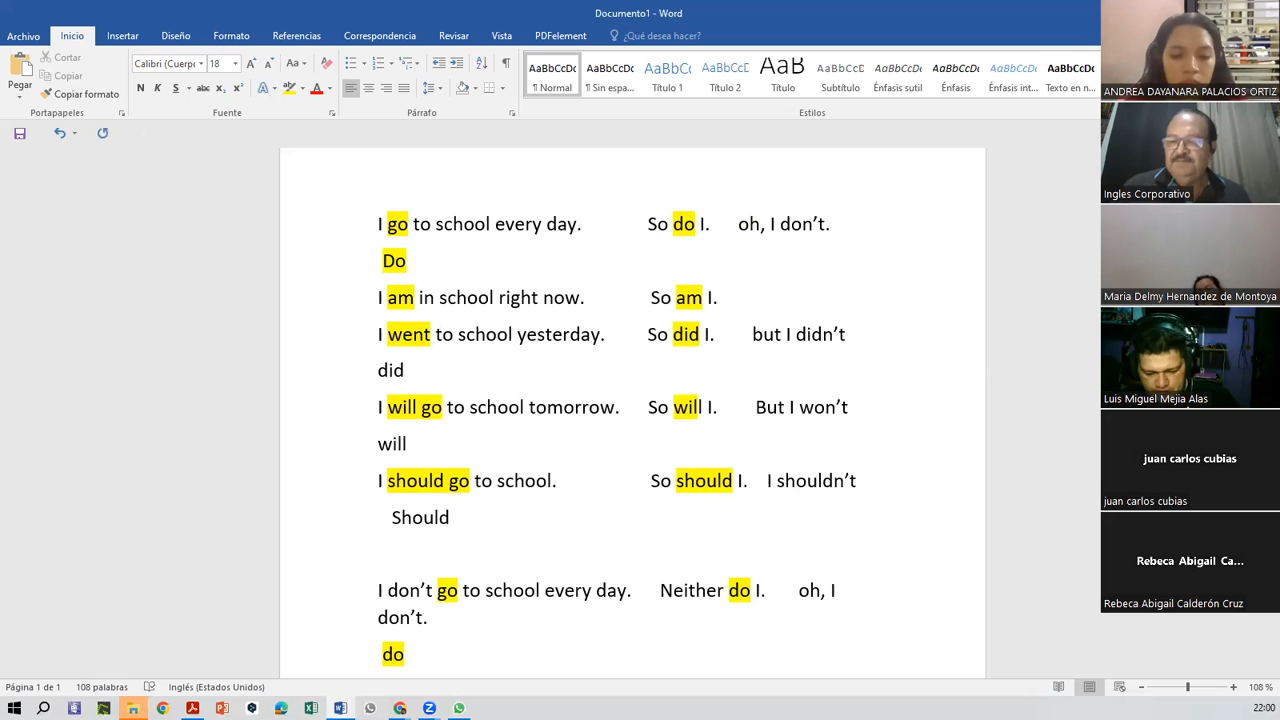 Documento1 - Word
Archivo Inicio Insertar Diseño Formato Referencias Correspondencia Revisar Vista PDFelement ¿Qué desea hacer?
Cortar
Copiar
Pegar
Copiar formato
Calibri (Cuerpo 18
N K S abc x₂ x²
AaBbCcDc AaBbCcDc AaBbCc AaBbCcD AaB AaBbCcD AaBbCcDc AaBbCcDc AaBbCcDc AaBbCcDc
¶ Normal ¶ Sin espa... Título 1 Título 2 Título Subtítulo Énfasis sutil Énfasis Énfasis int... Texto en n...
Portapapeles Fuente Párrafo Estilos
I go to school every day. So do I. oh, I don’t.
Do
I am in school right now. So am I.
I went to school yesterday. So did I. but I didn’t
did
I will go to school tomorrow. So will I. But I won’t
will
I should go to school. So should I. I shouldn’t
Should
I don’t go to school every day. Neither do I. oh, I
don’t.
do
ANDREA DAYANARA PALACIOS ORTIZ
Ingles Corporativo
Maria Delmy Hernandez de Montoya
Luis Miguel Mejia Alas
juan carlos cubias
juan carlos cubias
Rebeca Abigail Ca...
Rebeca Abigail Calderón Cruz
Página 1 de 1 108 palabras Inglés (Estados Unidos) 108 %
22:00